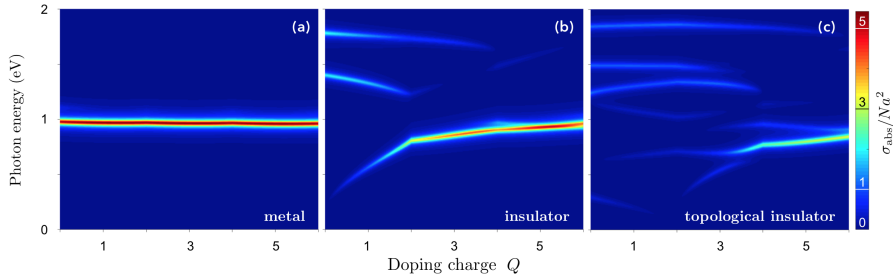 2
(a)
(b)
(c)
5
Photon energy (eV)
1
3
σabs/Na²
1
metal
insulator
topological insulator
0
0
1
3
5
1
3
5
1
3
5
Doping charge Q